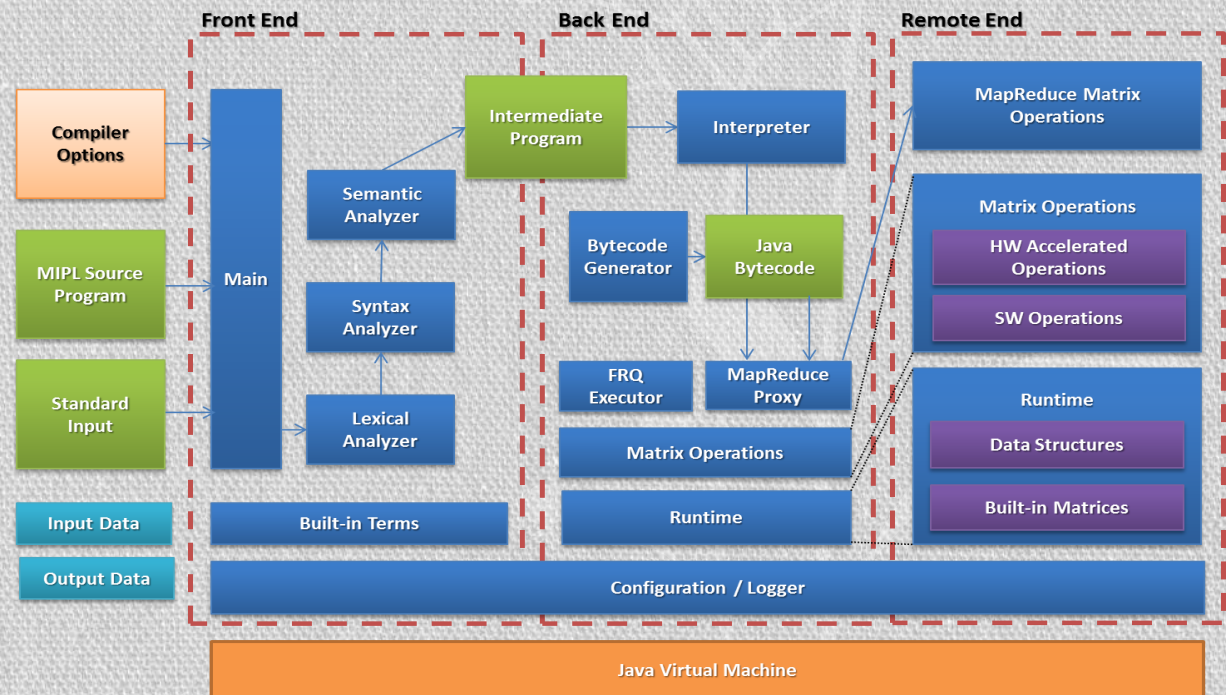 Front End
Back End
Remote End
Compiler
Options
MIPL Source
Program
Standard
Input
Input Data
Output Data
Main
Semantic
Analyzer
Syntax
Analyzer
Lexical
Analyzer
Built-in Terms
Intermediate
Program
Interpreter
Bytecode
Generator
Java
Bytecode
FRQ
Executor
MapReduce
Proxy
Matrix Operations
Runtime
MapReduce Matrix
Operations
Matrix Operations
HW Accelerated
Operations
SW Operations
Runtime
Data Structures
Built-in Matrices
Configuration / Logger
Java Virtual Machine